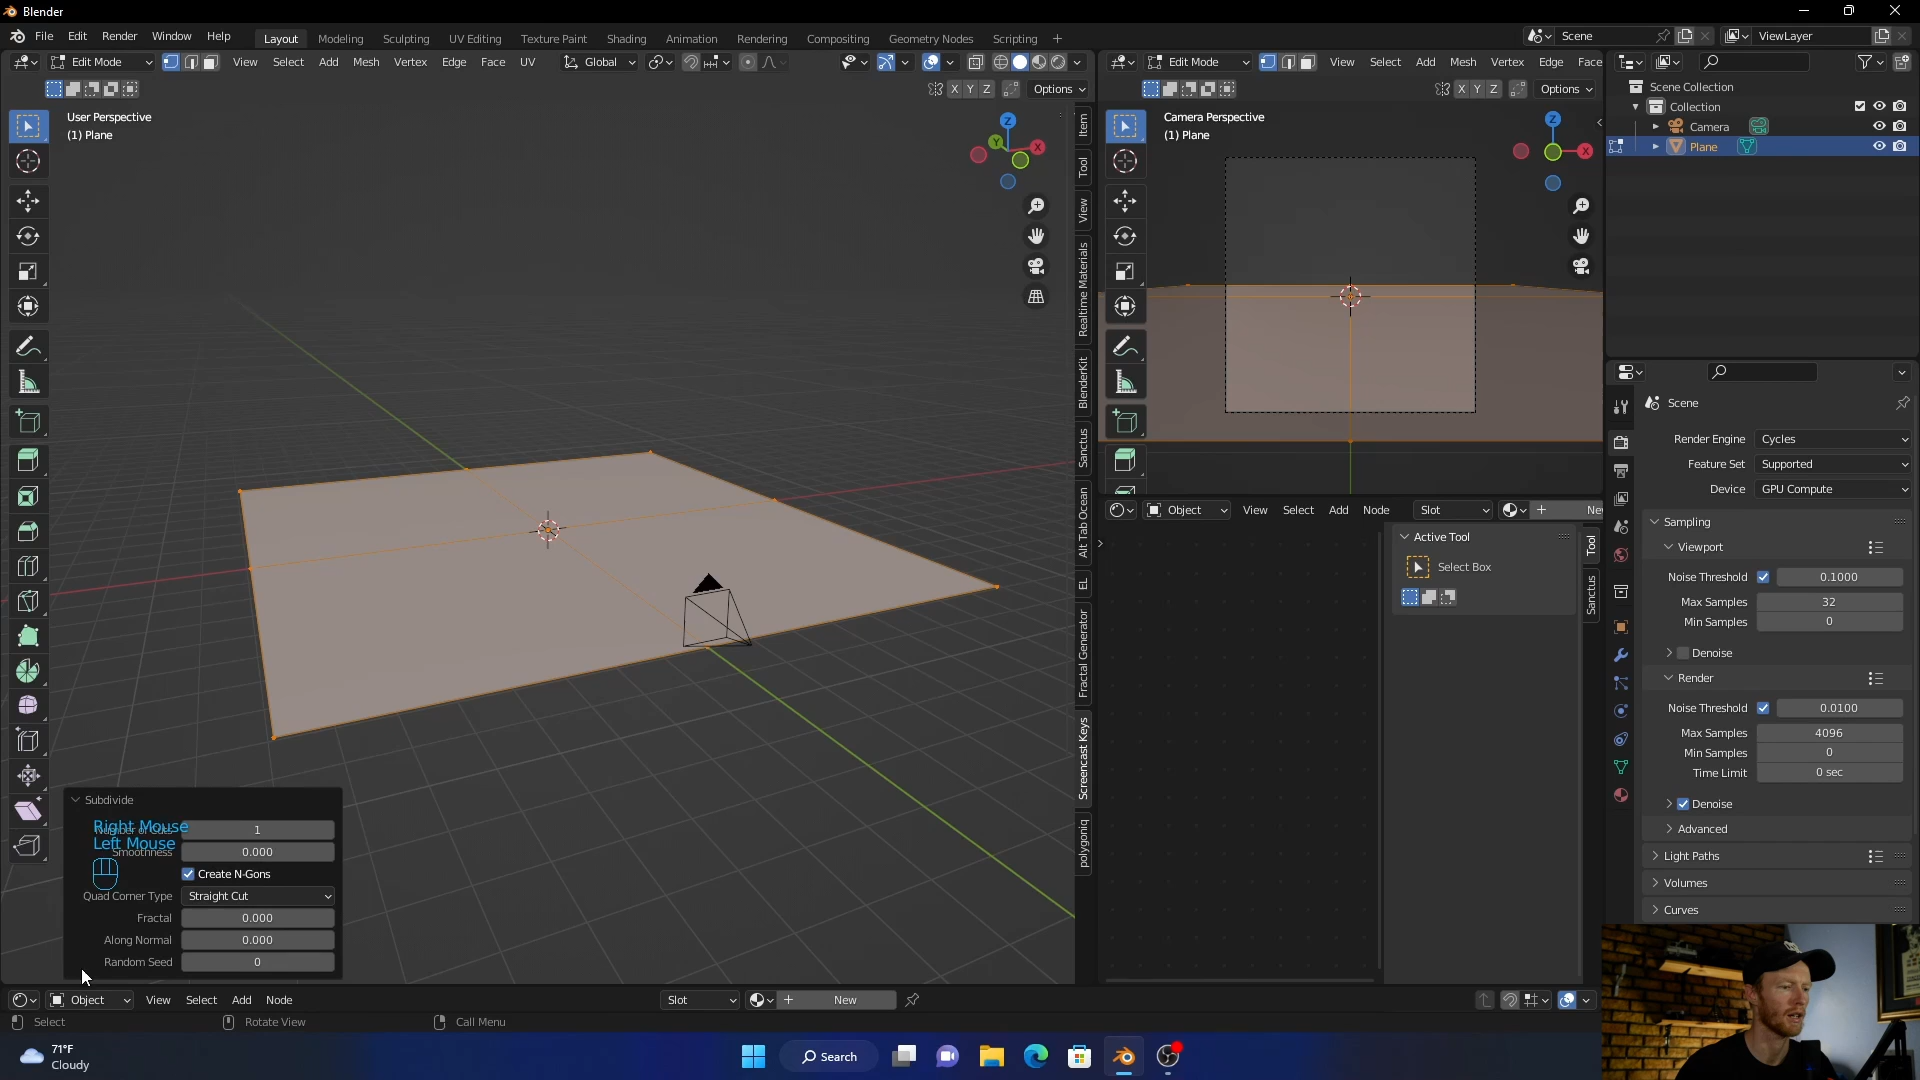 Blender
File Edit Render Window Help
Layout Modeling Sculpting UV Editing Texture Paint Shading Animation Rendering Compositing Geometry Nodes Scripting +
Scene
ViewLayer
Edit Mode View Select Add Mesh Vertex Edge Face UV Global
X Y Z Options
User Perspective
(1) Plane
Z
Y
X
Item
Tool
View
Realtime Materials
BlenderKit
Sanctus
Alt Tab Ocean
EL
Fractal Generator
Screencast Keys
polygoniq
Edit Mode View Select Add Mesh Vertex Edge Face
X Y Z Options
Camera Perspective
(1) Plane
Z
X
Scene Collection
Collection
Camera
Plane
Object View Select Add Node Slot
Active Tool
Select Box
Tool
Sanctus
Scene
Render Engine Cycles
Feature Set Supported
Device GPU Compute
Sampling
Viewport
Noise Threshold 0.1000
Max Samples 32
Min Samples 0
Denoise
Render
Noise Threshold 0.0100
Max Samples 4096
Min Samples 0
Time Limit 0 sec
Denoise
Advanced
Light Paths
Volumes
Curves
Subdivide
1
Right Mouse
Left Mouse
Smoothness 0.000
Create N-Gons
Quad Corner Type Straight Cut
Fractal 0.000
Along Normal 0.000
Random Seed 0
Object View Select Add Node Slot New
Select Rotate View Call Menu
71°F
Cloudy
Search